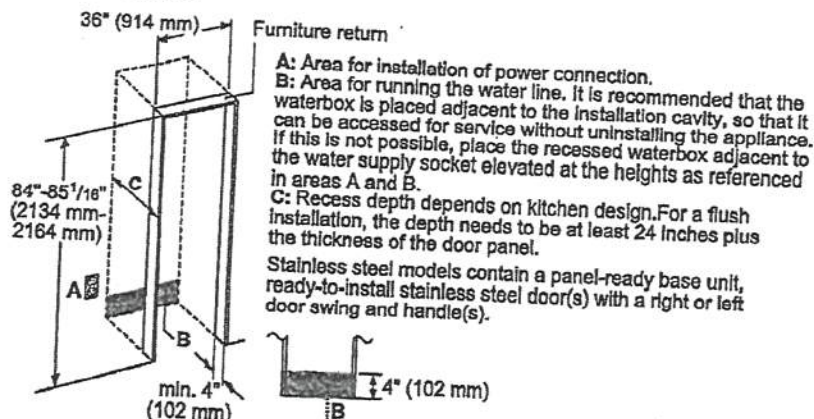 36" (914 mm)
Furniture return
A: Area for installation of power connection.
B: Area for running the water line. It is recommended that the
waterbox is placed adjacent to the installation cavity, so that it
can be accessed for service without uninstalling the appliance.
If this is not possible, place the recessed waterbox adjacent to
the water supply socket elevated at the heights as referenced
in areas A and B.
C: Recess depth depends on kitchen design.For a flush
installation, the depth needs to be at least 24 inches plus
the thickness of the door panel.
Stainless steel models contain a panel-ready base unit,
ready-to-install stainless steel door(s) with a right or left
door swing and handle(s).
84"-85 1/16"
(2134 mm-
2164 mm)
C
A
B
min. 4"
(102 mm)
4" (102 mm)
B